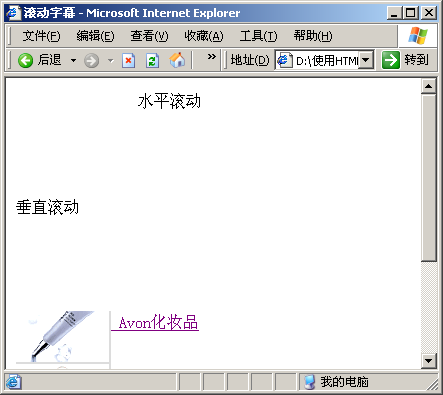 滚动字幕 - Microsoft Internet Explorer
文件(F) 编辑(E) 查看(V) 收藏(A) 工具(T) 帮助(H)
后退 » 地址(D) D:\使用HTMl 转到
水平滚动
垂直滚动
Avon化妆品
我的电脑